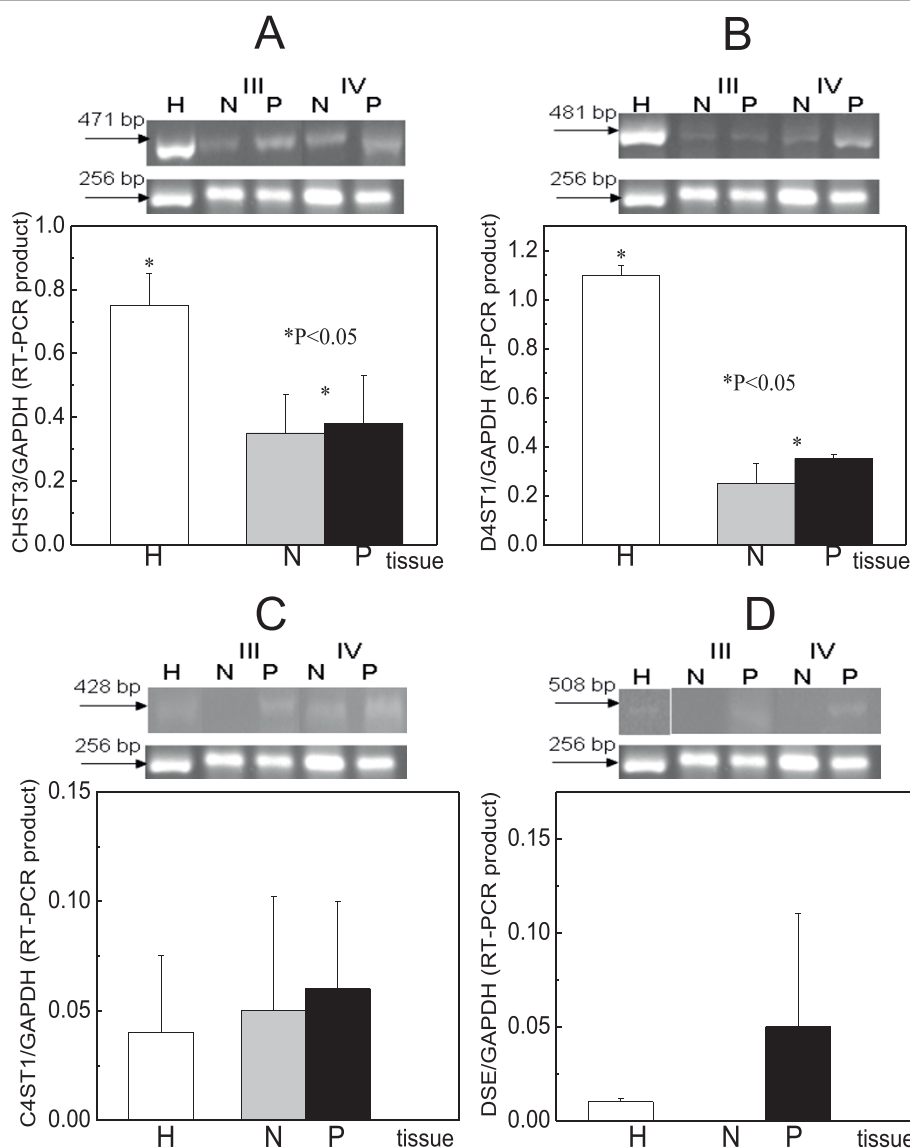 A
III IV
H N P N P
471 bp
256 bp
CHST3/GAPDH (RT-PCR product)
1.0
0.8
0.6
0.4
0.2
0.0
*
*P<0.05
*
H N P tissue
B
III IV
H N P N P
481 bp
256 bp
D4ST1/GAPDH (RT-PCR product)
1.2
1.0
0.8
0.6
0.4
0.2
0.0
*
*P<0.05
*
H N P tissue
C
III IV
H N P N P
428 bp
256 bp
C4ST1/GAPDH (RT-PCR product)
0.15
0.10
0.05
0.00
H N P tissue
D
III IV
H N P N P
508 bp
256 bp
DSE/GAPDH (RT-PCR product)
0.15
0.10
0.05
0.00
H N P tissue